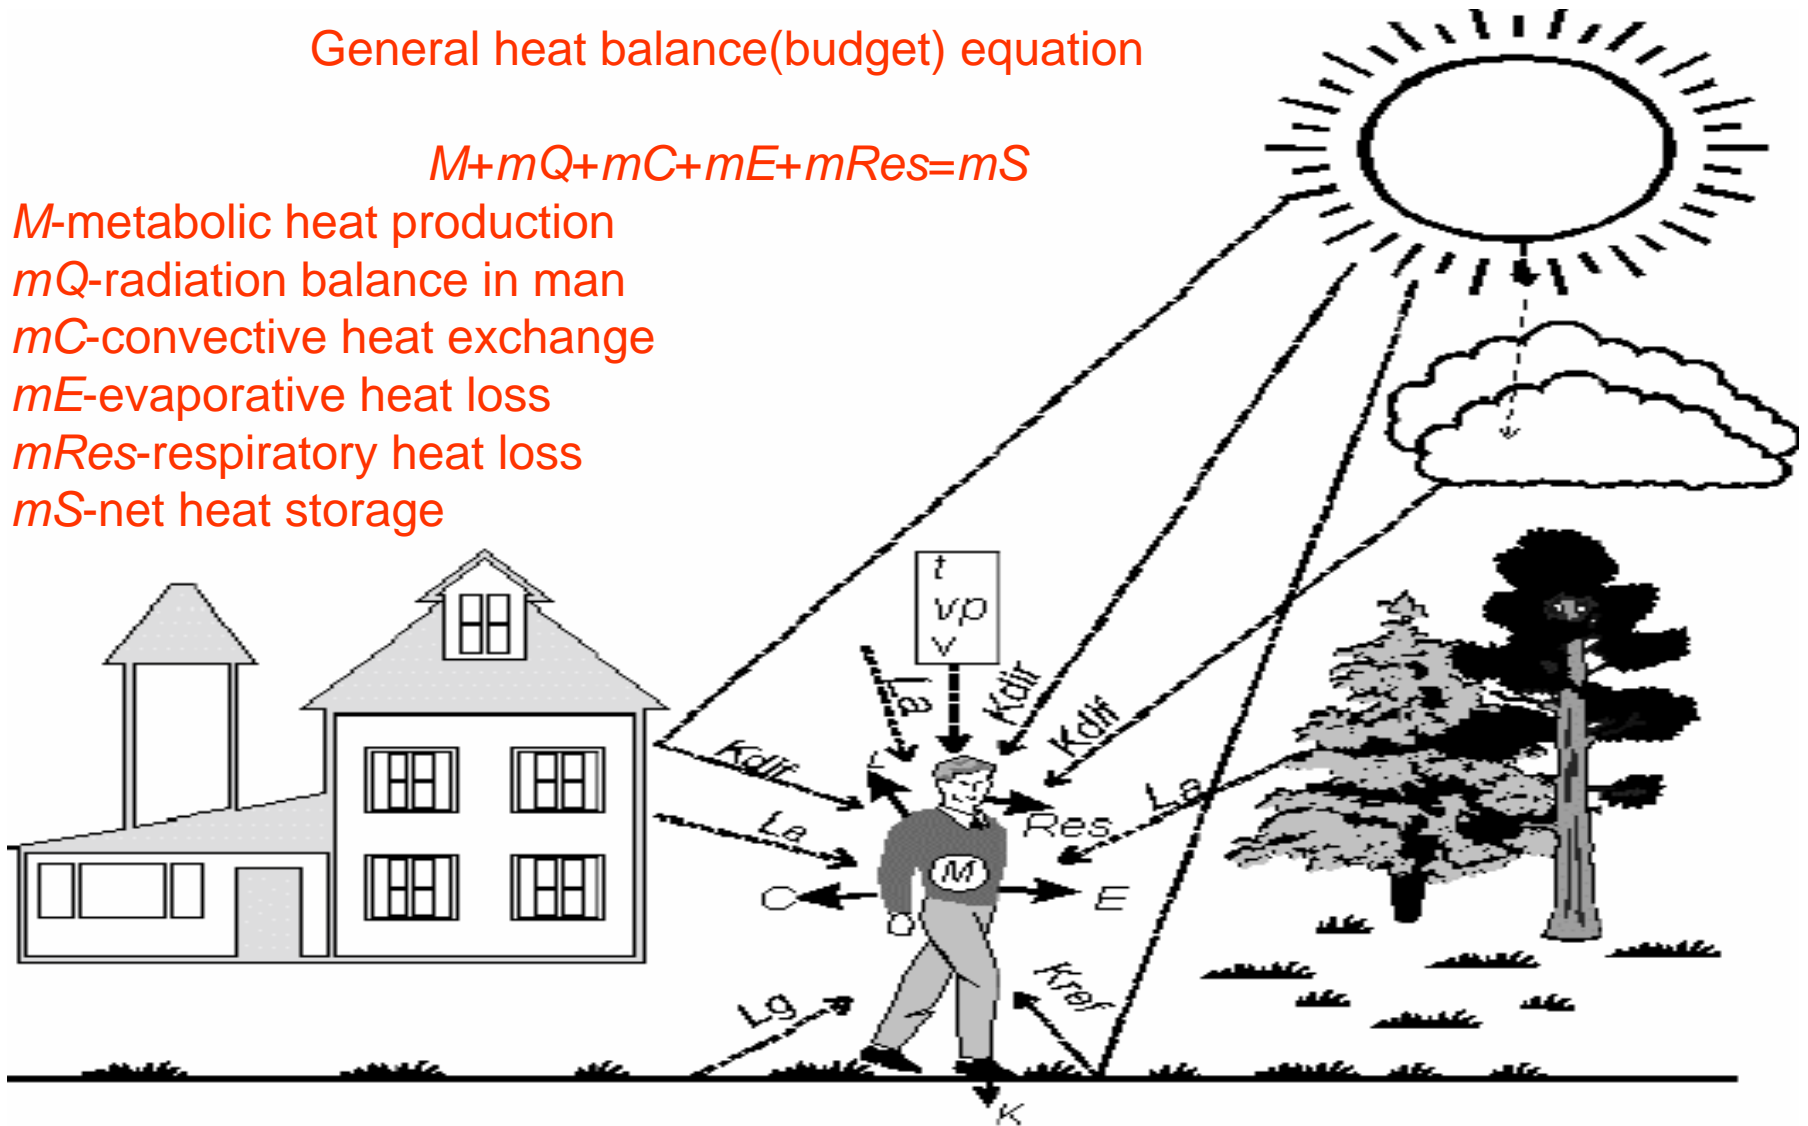 General heat balance(budget) equation
M+mQ+mC+mE+mRes=mS
M-metabolic heat production
mQ-radiation balance in man
mC-convective heat exchange
mE-evaporative heat loss
mRes-respiratory heat loss
mS-net heat storage
t
vp
v
La
Kdir
Kdif
Kdif
L
La
Res
La
M
C
E
Kref
Lg
K